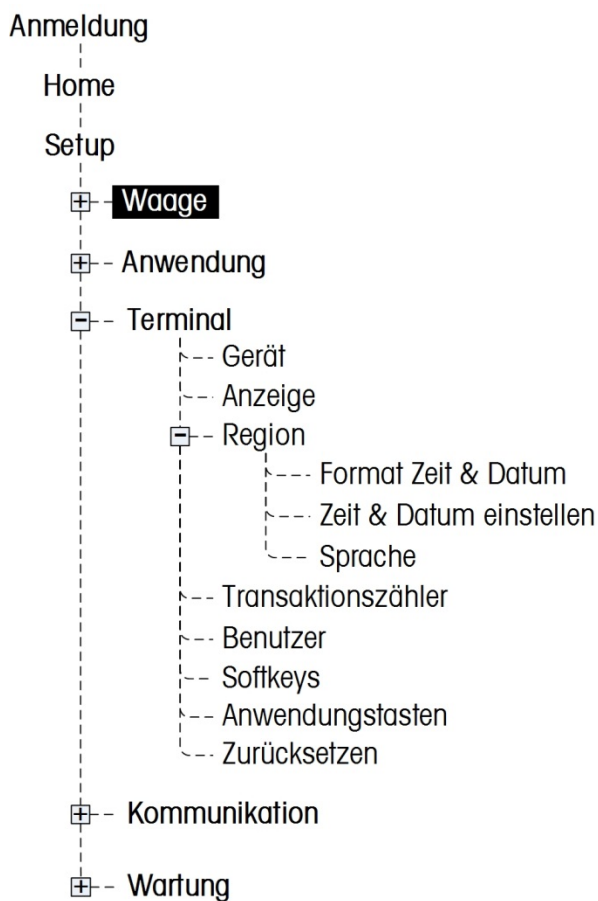 Anmeldung
Home
Setup
Waage
Anwendung
Terminal
Gerät
Anzeige
Region
Format Zeit & Datum
Zeit & Datum einstellen
Sprache
Transaktionszähler
Benutzer
Softkeys
Anwendungstasten
Zurücksetzen
Kommunikation
Wartung